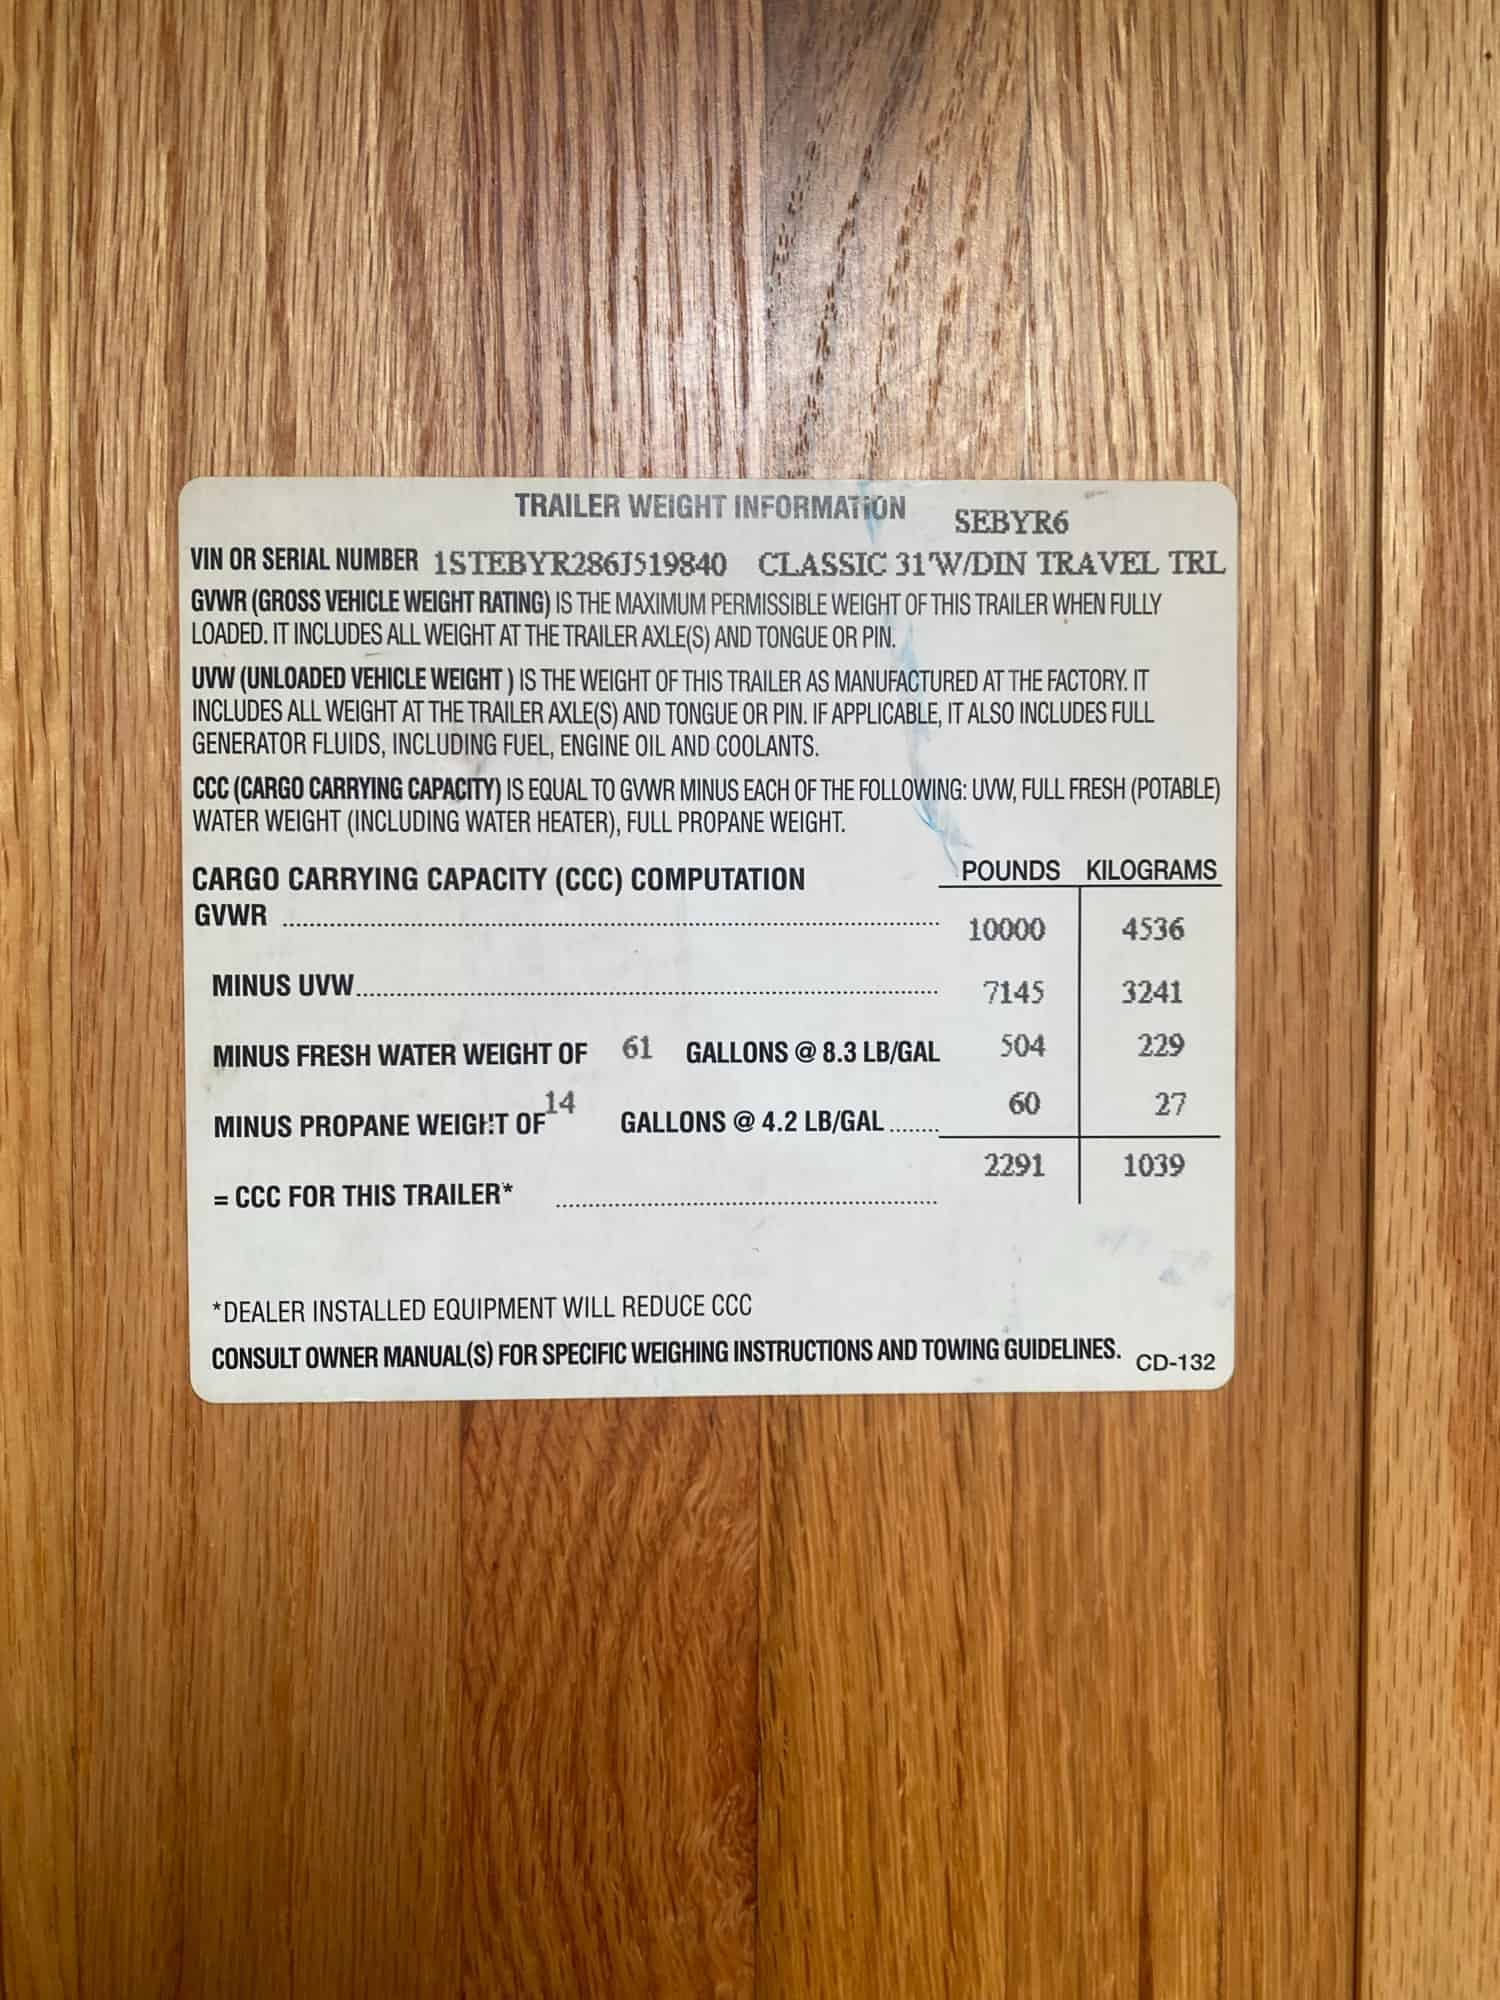 TRAILER WEIGHT INFORMATION SEBYR6
VIN OR SERIAL NUMBER 1STEBYR286J519840 CLASSIC 31'W/DIN TRAVEL TRL
GVWR (GROSS VEHICLE WEIGHT RATING) IS THE MAXIMUM PERMISSIBLE WEIGHT OF THIS TRAILER WHEN FULLY
LOADED. IT INCLUDES ALL WEIGHT AT THE TRAILER AXLE(S) AND TONGUE OR PIN.
UVW (UNLOADED VEHICLE WEIGHT ) IS THE WEIGHT OF THIS TRAILER AS MANUFACTURED AT THE FACTORY. IT
INCLUDES ALL WEIGHT AT THE TRAILER AXLE(S) AND TONGUE OR PIN. IF APPLICABLE, IT ALSO INCLUDES FULL
GENERATOR FLUIDS, INCLUDING FUEL, ENGINE OIL AND COOLANTS.
CCC (CARGO CARRYING CAPACITY) IS EQUAL TO GVWR MINUS EACH OF THE FOLLOWING: UVW, FULL FRESH (POTABLE)
WATER WEIGHT (INCLUDING WATER HEATER), FULL PROPANE WEIGHT.
CARGO CARRYING CAPACITY (CCC) COMPUTATION POUNDS KILOGRAMS
GVWR ........ 10000 4536
MINUS UVW........ 7145 3241
MINUS FRESH WATER WEIGHT OF 61 GALLONS @ 8.3 LB/GAL 504 229
MINUS PROPANE WEIGHT OF 14 GALLONS @ 4.2 LB/GAL ........ 60 27
= CCC FOR THIS TRAILER* ........ 2291 1039
*DEALER INSTALLED EQUIPMENT WILL REDUCE CCC
CONSULT OWNER MANUAL(S) FOR SPECIFIC WEIGHING INSTRUCTIONS AND TOWING GUIDELINES. CD-132